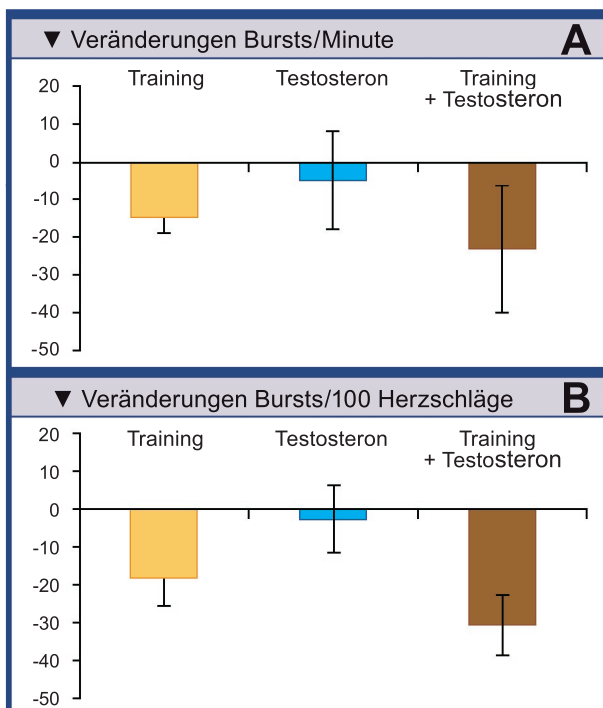 ▼ Veränderungen Bursts/Minute
A
Training
Testosteron
Training
+ Testosteron
20
10
0
-10
-20
-30
-40
-50
▼ Veränderungen Bursts/100 Herzschläge
B
Training
Testosteron
Training
+ Testosteron
20
10
0
-10
-20
-30
-40
-50